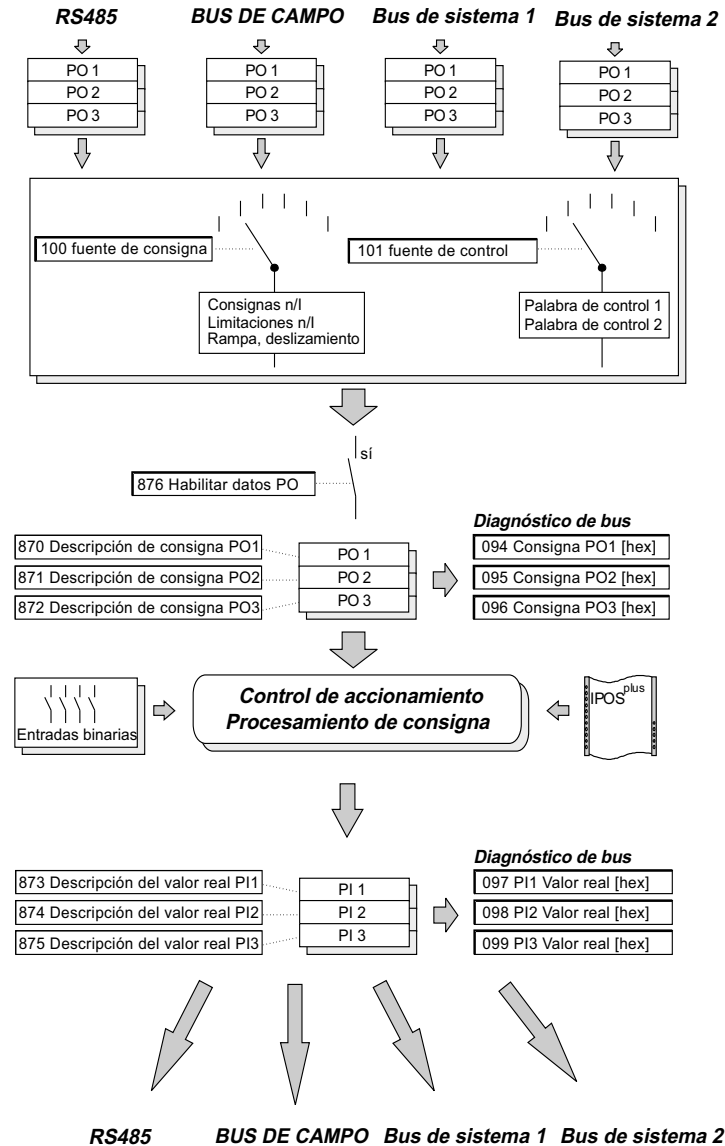 RS485 BUS DE CAMPO Bus de sistema 1 Bus de sistema 2
PO 1 PO 1 PO 1 PO 1
PO 2 PO 2 PO 2 PO 2
PO 3 PO 3 PO 3 PO 3
100 fuente de consigna 101 fuente de control
Consignas n/I
Limitaciones n/I
Rampa, deslizamiento
Palabra de control 1
Palabra de control 2
sí
876 Habilitar datos PO
Diagnóstico de bus
870 Descripción de consigna PO1 PO 1 094 Consigna PO1 [hex]
871 Descripción de consigna PO2 PO 2 095 Consigna PO2 [hex]
872 Descripción de consigna PO3 PO 3 096 Consigna PO3 [hex]
Entradas binarias
Control de accionamiento
Procesamiento de consigna
IPOSplus
Diagnóstico de bus
873 Descripción del valor real PI1 PI 1 097 PI1 Valor real [hex]
874 Descripción del valor real PI2 PI 2 098 PI2 Valor real [hex]
875 Descripción del valor real PI3 PI 3 099 PI3 Valor real [hex]
RS485 BUS DE CAMPO Bus de sistema 1 Bus de sistema 2